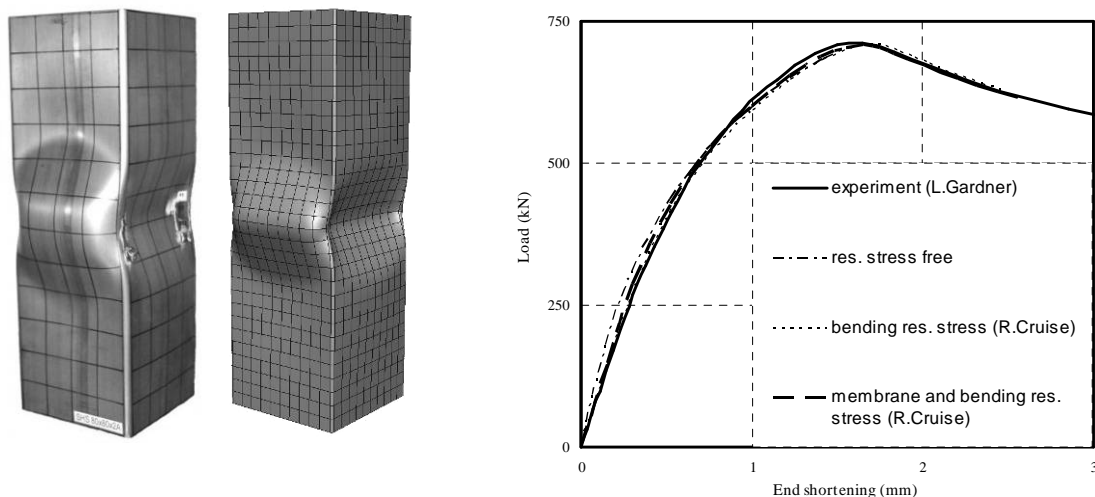 SHS 80x80x2A
750
500
250
0
Load (kN)
experiment (L.Gardner)
res. stress free
bending res. stress (R.Cruise)
membrane and bending res.
stress (R.Cruise)
0
1
2
3
End shortening (mm)